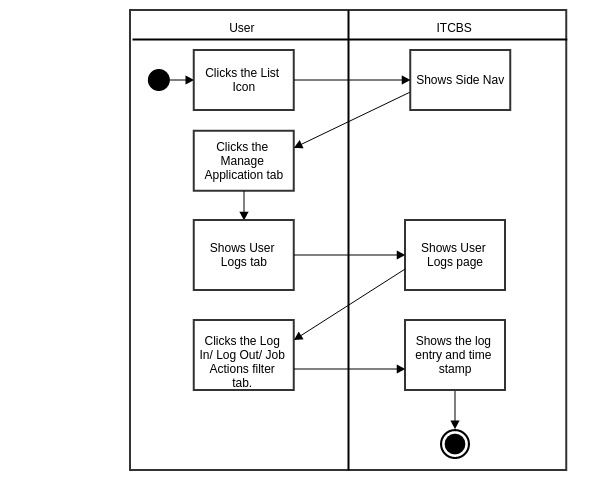 User
ITCBS
Clicks the List
Icon
Shows Side Nav
Clicks the
Manage
Application tab
Shows User
Logs tab
Shows User
Logs page
Clicks the Log
In/ Log Out/ Job
Actions filter
tab.
Shows the log
entry and time
stamp